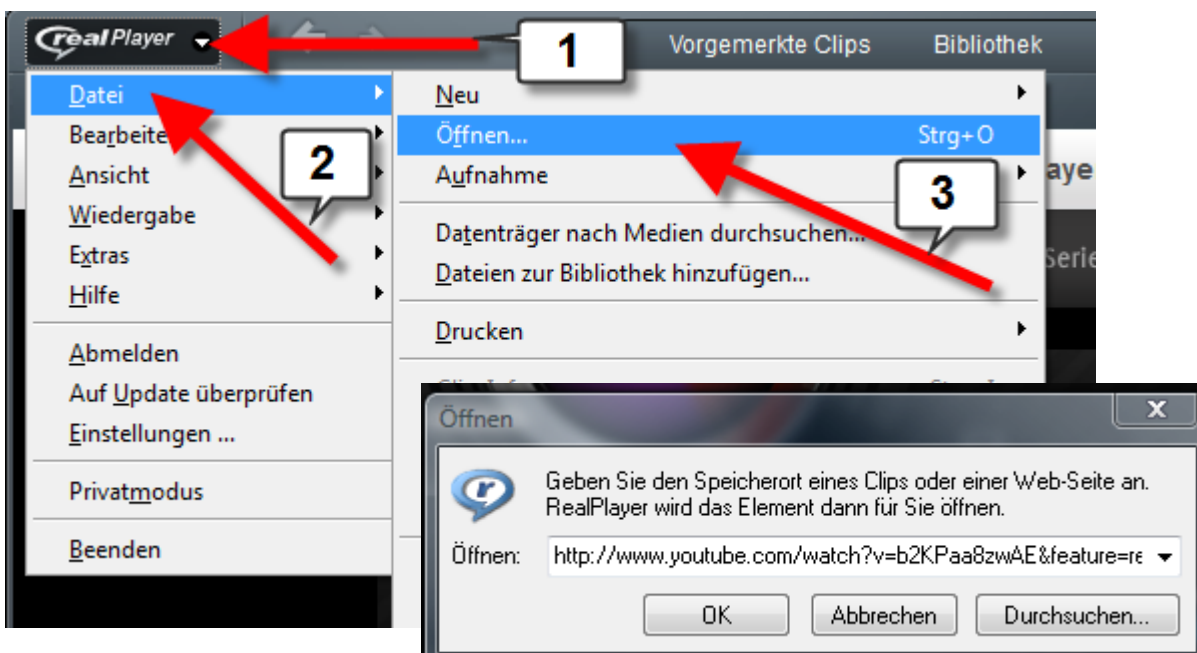 realPlayer
1
Vorgemerkte Clips
Bibliothek
Datei
Bearbeite
2
Ansicht
Wiedergabe
Extras
Hilfe
Abmelden
Auf Update überprüfen
Einstellungen ...
Privatmodus
Beenden
Neu
Öffnen... Strg+O
Aufnahme
3
Datenträger nach Medien durchsuchen...
Dateien zur Bibliothek hinzufügen...
Drucken
aye
Serie
Öffnen
Geben Sie den Speicherort eines Clips oder einer Web-Seite an.
RealPlayer wird das Element dann für Sie öffnen.
Öffnen: http://www.youtube.com/watch?v=b2KPaa8zwAE&feature=re
OK Abbrechen Durchsuchen...